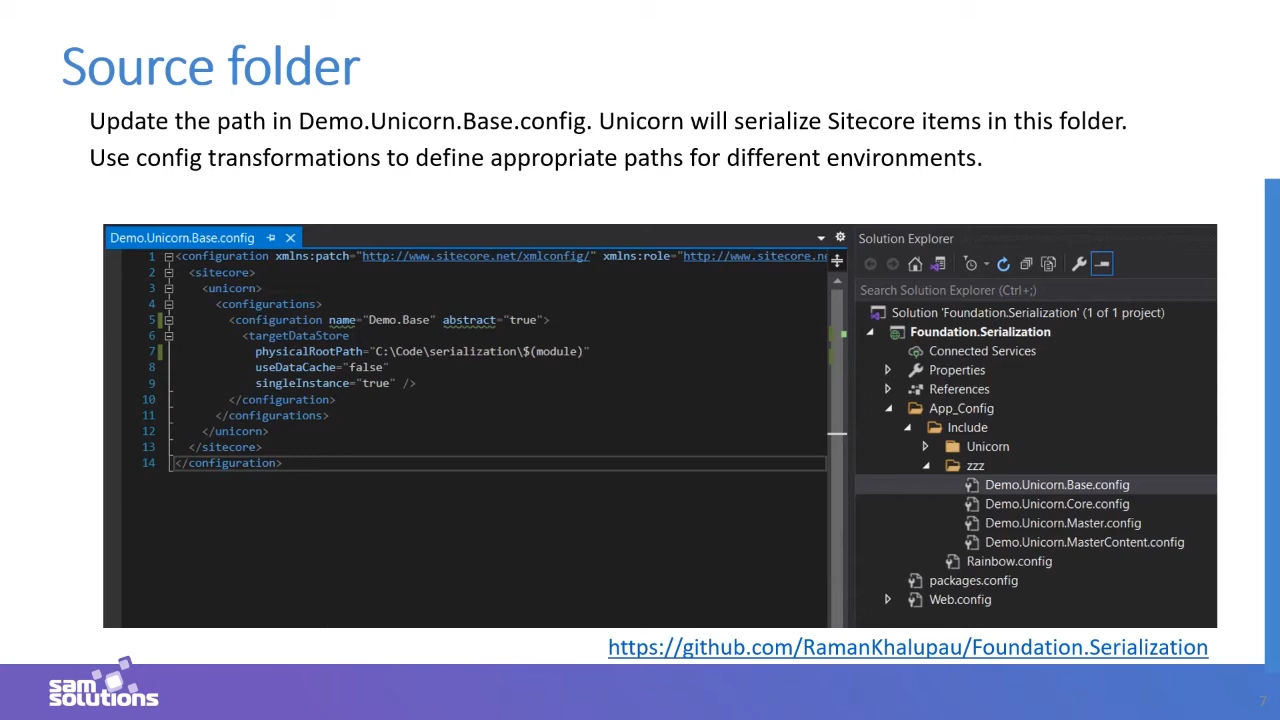 Source folder
Update the path in Demo.Unicorn.Base.config. Unicorn will serialize Sitecore items in this folder.
Use config transformations to define appropriate paths for different environments.
Demo.Unicorn.Base.config
1 <configuration xmlns:patch="http://www.sitecore.net/xmlconfig/" xmlns:role="http://www.sitecore.ne
2 <sitecore>
3 <unicorn>
4 <configurations>
5 <configuration name="Demo.Base" abstract="true">
6 <targetDataStore
7 physicalRootPath="C:\Code\serialization\$(module)"
8 useDataCache="false"
9 singleInstance="true" />
10 </configuration>
11 </configurations>
12 </unicorn>
13 </sitecore>
14 </configuration>
Solution Explorer
Search Solution Explorer (Ctrl+;)
Solution 'Foundation.Serialization' (1 of 1 project)
Foundation.Serialization
Connected Services
Properties
References
App_Config
Include
Unicorn
zzz
Demo.Unicorn.Base.config
Demo.Unicorn.Core.config
Demo.Unicorn.Master.config
Demo.Unicorn.MasterContent.config
Rainbow.config
packages.config
Web.config
https://github.com/RamanKhalupau/Foundation.Serialization
sam
solutions
7